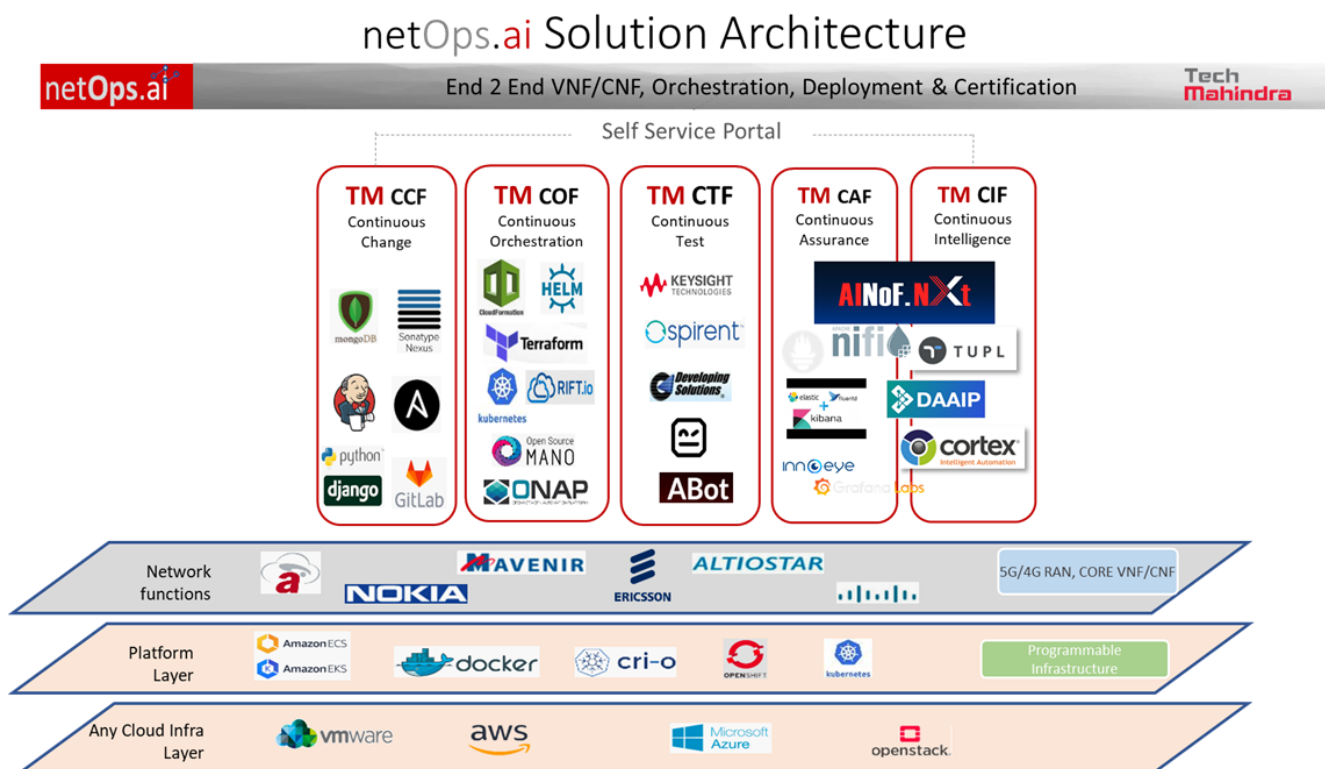 netOps.ai Solution Architecture
netOps.ai
End 2 End VNF/CNF, Orchestration, Deployment & Certification
Tech
Mahindra
Self Service Portal
TM CCF
Continuous
Change
mongoDB
Sonatype
Nexus
python
django
GitLab
TM COF
Continuous
Orchestration
CloudFormation
HELM
Terraform
kubernetes
RIFT.io
Open Source
MANO
ONAP
TM CTF
Continuous
Test
KEYSIGHT
TECHNOLOGIES
spirent™
Developing
Solutions®
ABot
TM CAF
Continuous
Assurance
TM CIF
Continuous
Intelligence
AINoF.NXt
APACHE
nifi
TUPL
elastic
fluentd
+
kibana
DAAIP
cortex®
Intelligent Automation
innoeye
Grafana Labs
Network
functions
a
MAVENIR
NOKIA
ERICSSON
ALTIOSTAR
5G/4G RAN, CORE VNF/CNF
Platform
Layer
Amazon ECS
Amazon EKS
docker
cri-o
OPENSHIFT
kubernetes
Programmable
Infrastructure
Any Cloud Infra
Layer
vmware
aws
Microsoft
Azure
openstack.